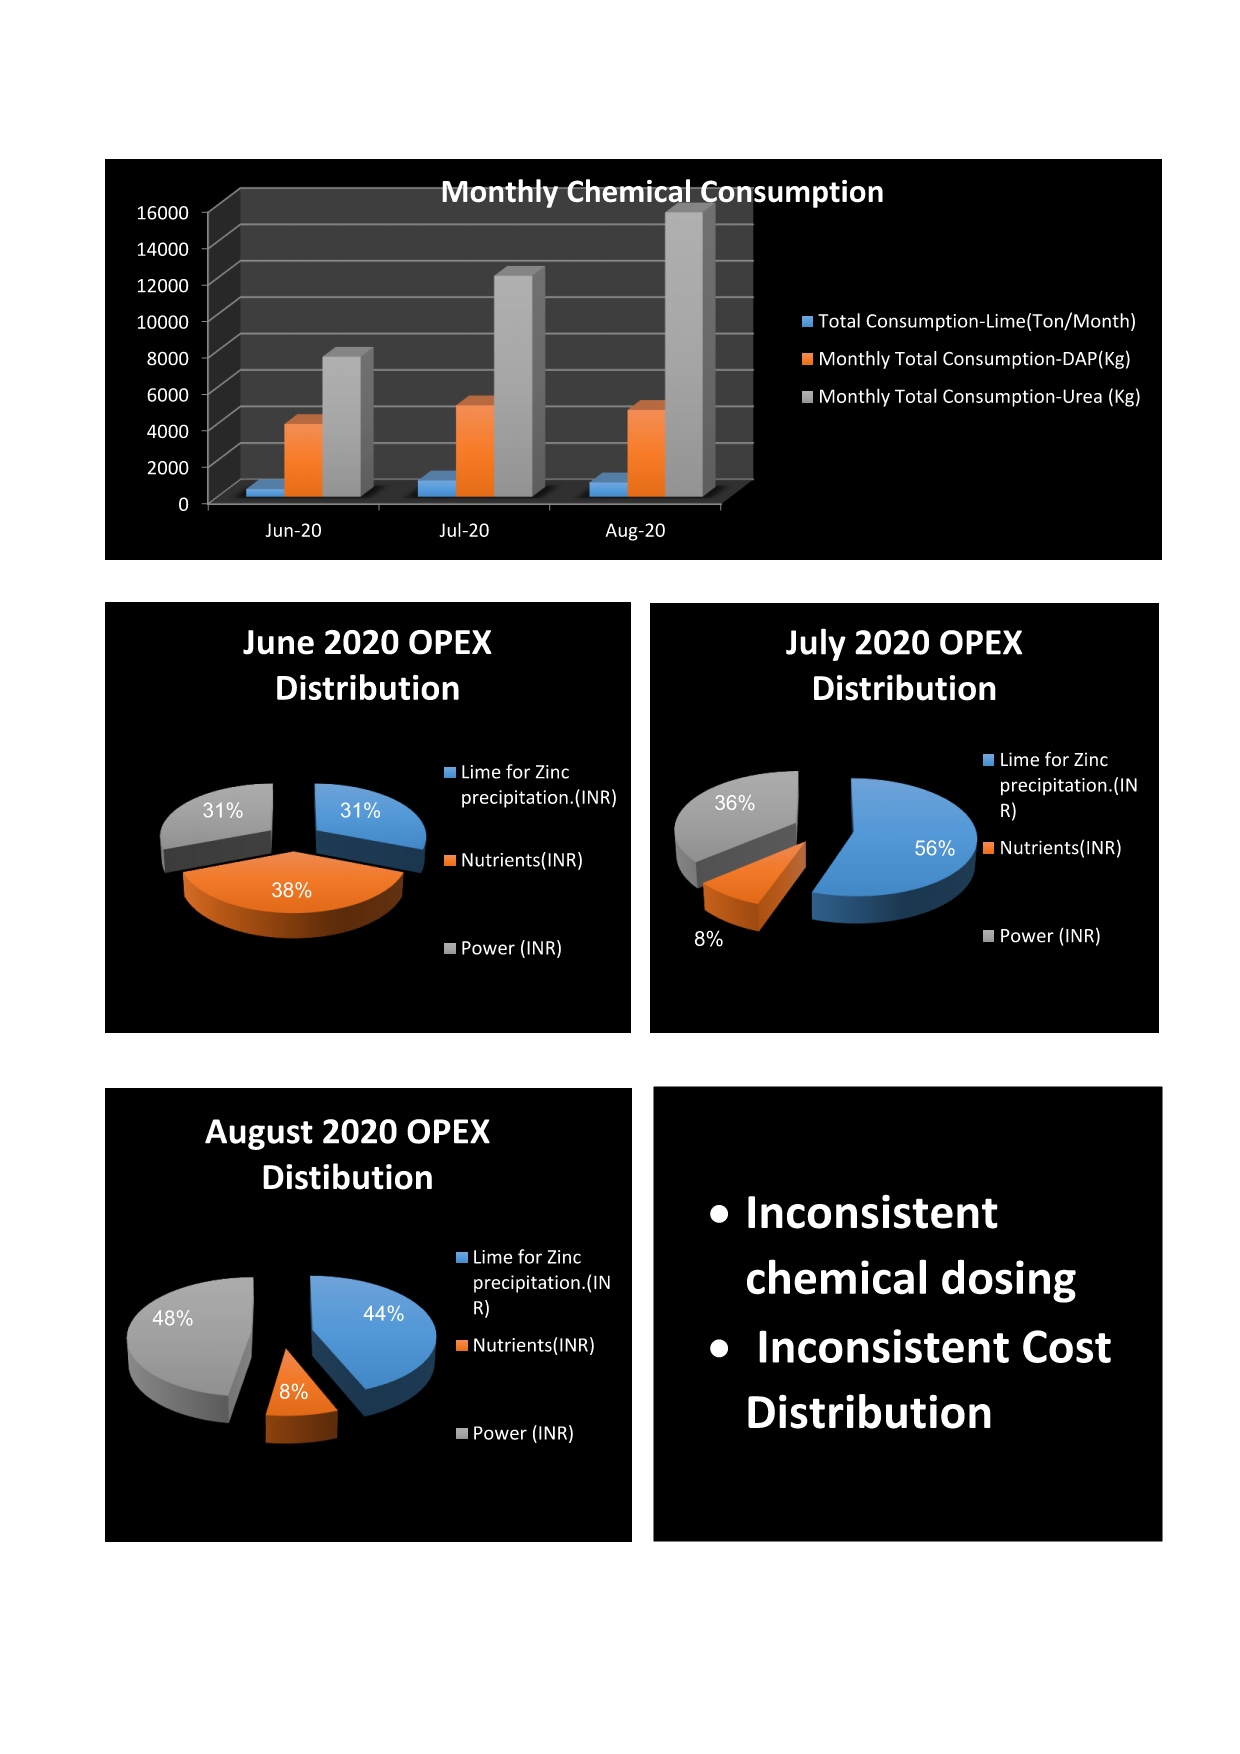 Monthly Chemical Consumption
16000
14000
12000
10000
8000
6000
4000
2000
0
Jun-20
Jul-20
Aug-20
Total Consumption-Lime(Ton/Month)
Monthly Total Consumption-DAP(Kg)
Monthly Total Consumption-Urea (Kg)
June 2020 OPEX
Distribution
31%
31%
38%
Lime for Zinc
precipitation.(INR)
Nutrients(INR)
Power (INR)
July 2020 OPEX
Distribution
36%
56%
8%
Lime for Zinc
precipitation.(IN
R)
Nutrients(INR)
Power (INR)
August 2020 OPEX
Distibution
48%
44%
8%
Lime for Zinc
precipitation.(IN
R)
Nutrients(INR)
Power (INR)
• Inconsistent
chemical dosing
• Inconsistent Cost
Distribution